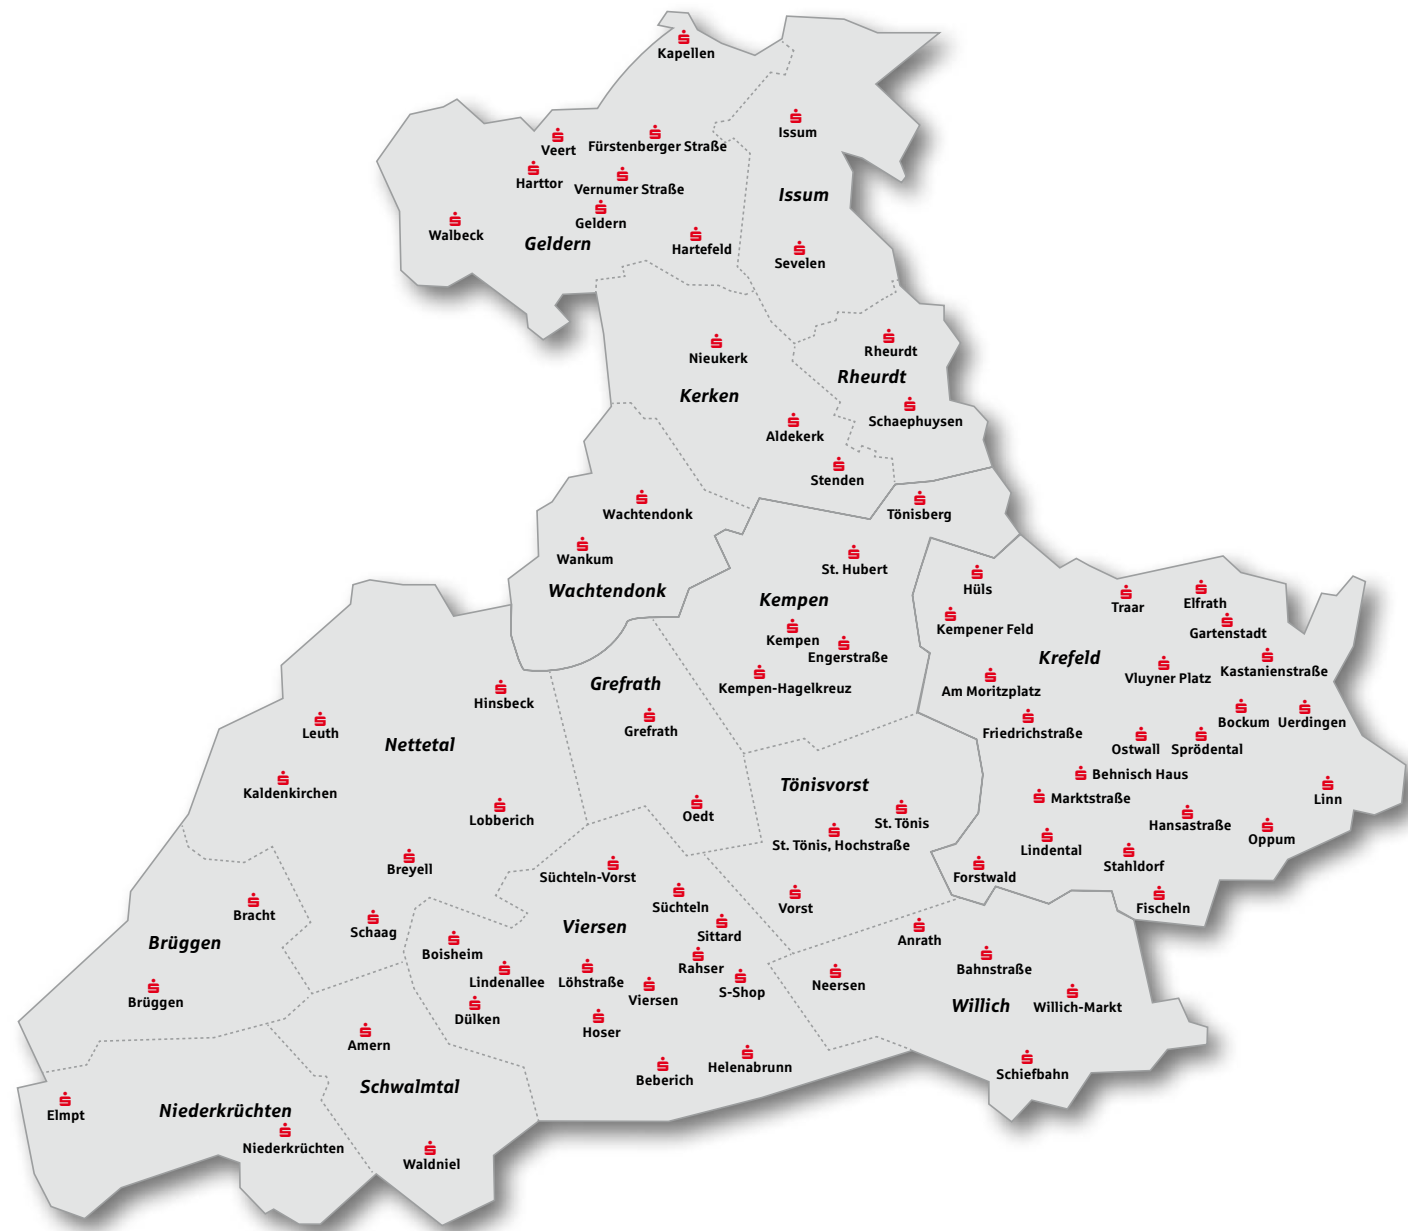 Kapellen
Issum
Veert
Fürstenberger Straße
Harttor
Vernumer Straße
Issum
Geldern
Walbeck
Geldern
Hartefeld
Sevelen
Nieukerk
Rheurdt
Rheurdt
Kerken
Schaephuysen
Aldekerk
Stenden
Wachtendonk
Tönisberg
Wankum
St. Hubert
Wachtendonk
Kempen
Hüls
Traar
Elfrath
Kempener Feld
Gartenstadt
Kempen
Engerstraße
Krefeld
Kastanienstraße
Vluyner Platz
Grefrath
Kempen-Hagelkreuz
Am Moritzplatz
Hinsbeck
Leuth
Grefrath
Friedrichstraße
Bockum
Uerdingen
Nettetal
Ostwall
Sprödental
Behnisch Haus
Kaldenkirchen
Tönisvorst
Marktstraße
Linn
Lobberich
Oedt
St. Tönis
Hansastraße
St. Tönis, Hochstraße
Lindental
Oppum
Breyell
Süchteln-Vorst
Forstwald
Stahldorf
Bracht
Süchteln
Vorst
Fischeln
Schaag
Viersen
Sittard
Anrath
Brüggen
Boisheim
Bahnstraße
Lindenallee
Löhstraße
Rahser
Neersen
Brüggen
Viersen
S-Shop
Willich
Willich-Markt
Dülken
Hoser
Amern
Helenabrunn
Schiefbahn
Beberich
Schwalmtal
Elmpt
Niederkrüchten
Niederkrüchten
Waldniel